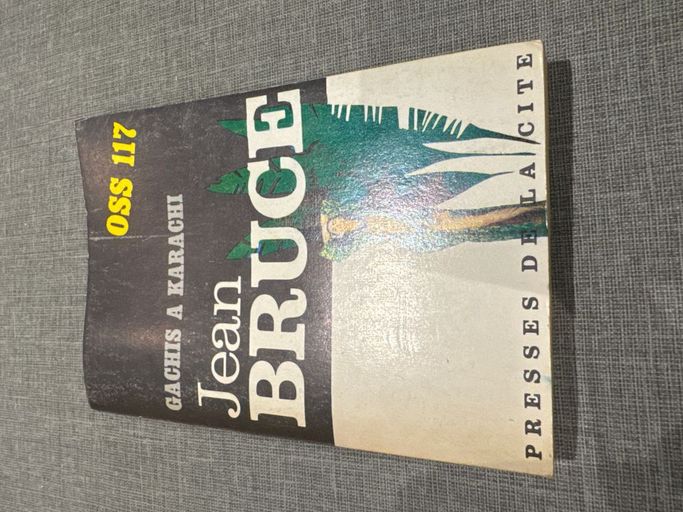 OSS 117
GACHIS A KARACHI
Jean
BRUCE
PRESSES DE LA CITE